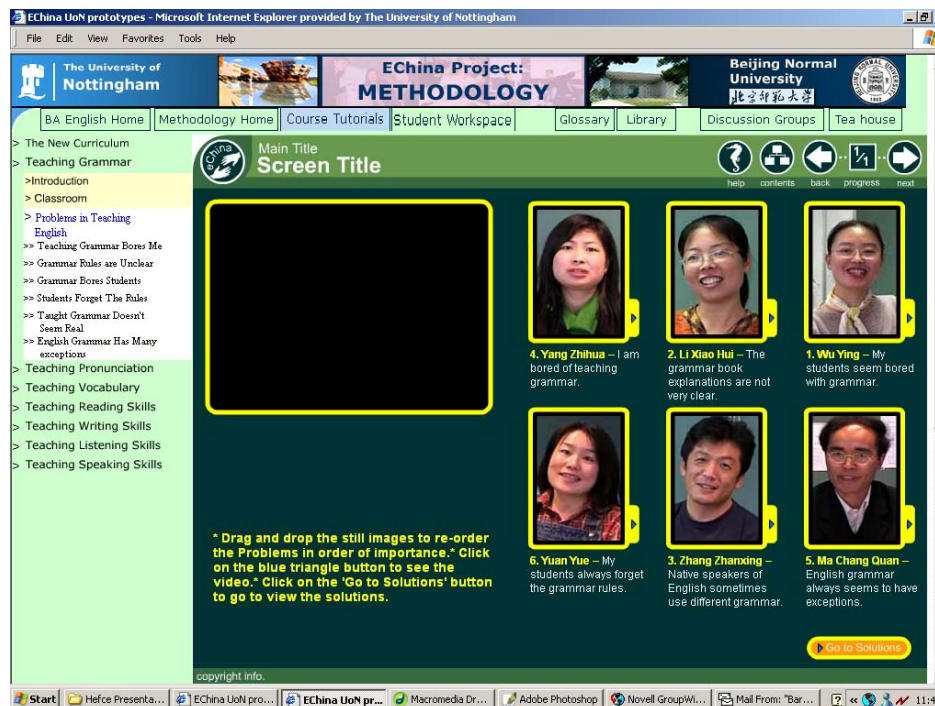 EChina UoN prototypes - Microsoft Internet Explorer provided by The University of Nottingham
File Edit View Favorites Tools Help
The University of
Nottingham
EChina Project:
METHODOLOGY
Beijing Normal
University
北京师范大学
BA English Home
Methodology Home
Course Tutorials
Student Workspace
Glossary
Library
Discussion Groups
Tea house
> The New Curriculum
> Teaching Grammar
>Introduction
> Classroom
> Problems in Teaching
English
>> Teaching Grammar Bores Me
>> Grammar Rules are Unclear
>> Grammar Bores Students
>> Students Forget The Rules
>> Taught Grammar Doesn't
Seem Real
>> English Grammar Has Many
exceptions
> Teaching Pronunciation
> Teaching Vocabulary
> Teaching Reading Skills
> Teaching Writing Skills
> Teaching Listening Skills
> Teaching Speaking Skills
eChina
Main Title
Screen Title
help
contents
back
1/1
progress
next
4. Yang Zhihua – I am
bored of teaching
grammar.
2. Li Xiao Hui – The
grammar book
explanations are not
very clear.
1. Wu Ying – My
students seem bored
with grammar.
* Drag and drop the still images to re-order
the Problems in order of importance.* Click
on the blue triangle button to see the
video.* Click on the 'Go to Solutions' button
to go to view the solutions.
6. Yuan Yue – My
students always forget
the grammar rules.
3. Zhang Zhanxing –
Native speakers of
English sometimes
use different grammar.
5. Ma Chang Quan –
English grammar
always seems to have
exceptions.
Go to Solutions
copyright info.
Start
Hefce Presenta...
EChina UoN pro...
EChina UoN pr...
Macromedia Dr...
Adobe Photoshop
Novell GroupWi...
Mail From: "Bar...
11:4